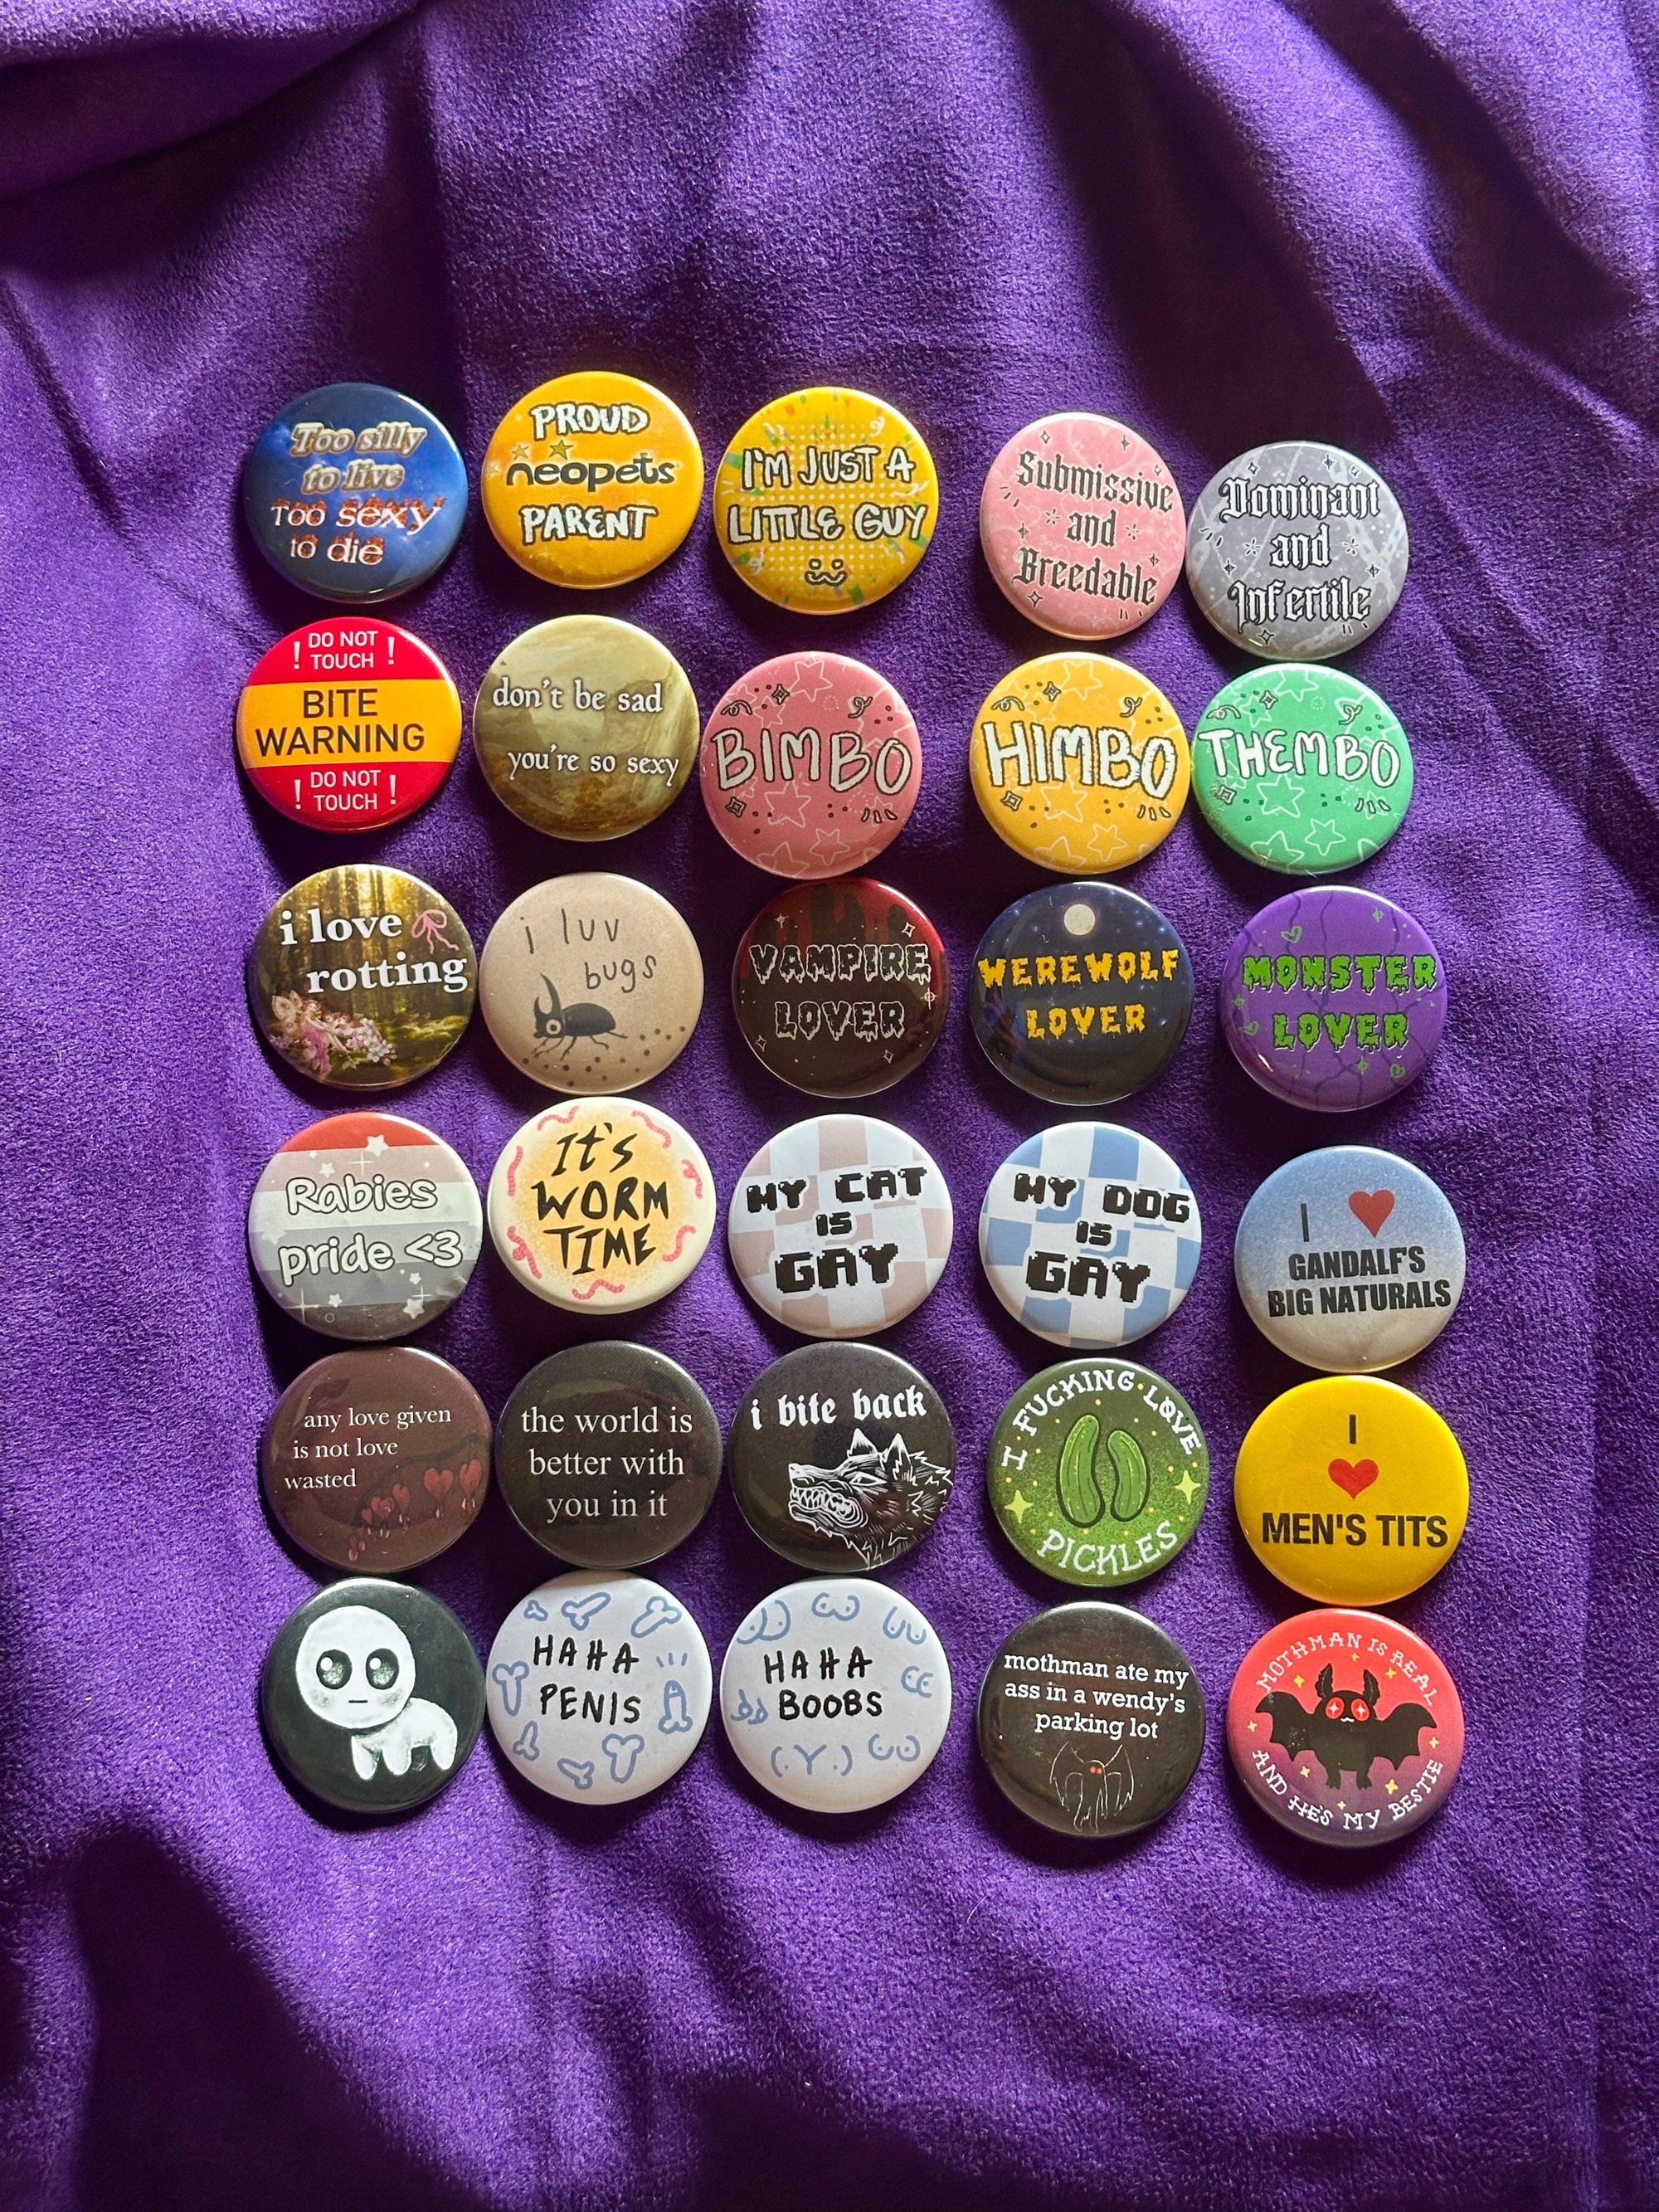 Too silly
to live
Too sexy
to die
PROUD
neopets
PARENT
I'M JUST A
LITTLE GUY
Submissive
and
Breedable
Dominant
and
Infertile
! DO NOT TOUCH !
BITE
WARNING
! DO NOT TOUCH !
don't be sad
you're so sexy
BIMBO
HIMBO
THEMBO
i love
rotting
i luv
bugs
VAMPIRE
LOVER
WEREWOLF
LOVER
MONSTER
LOVER
Rabies
pride <3
It's
WORM
TIME
MY CAT
IS
GAY
MY DOG
IS
GAY
I ♥
GANDALF'S
BIG NATURALS
any love given
is not love
wasted
the world is
better with
you in it
i bite back
I FUCKING LOVE
PICKLES
I
♥
MEN'S TITS
HAHA
PENIS
HAHA
BOOBS
mothman ate my
ass in a wendy's
parking lot
MOTHMAN IS REAL
AND HE'S MY BESTIE